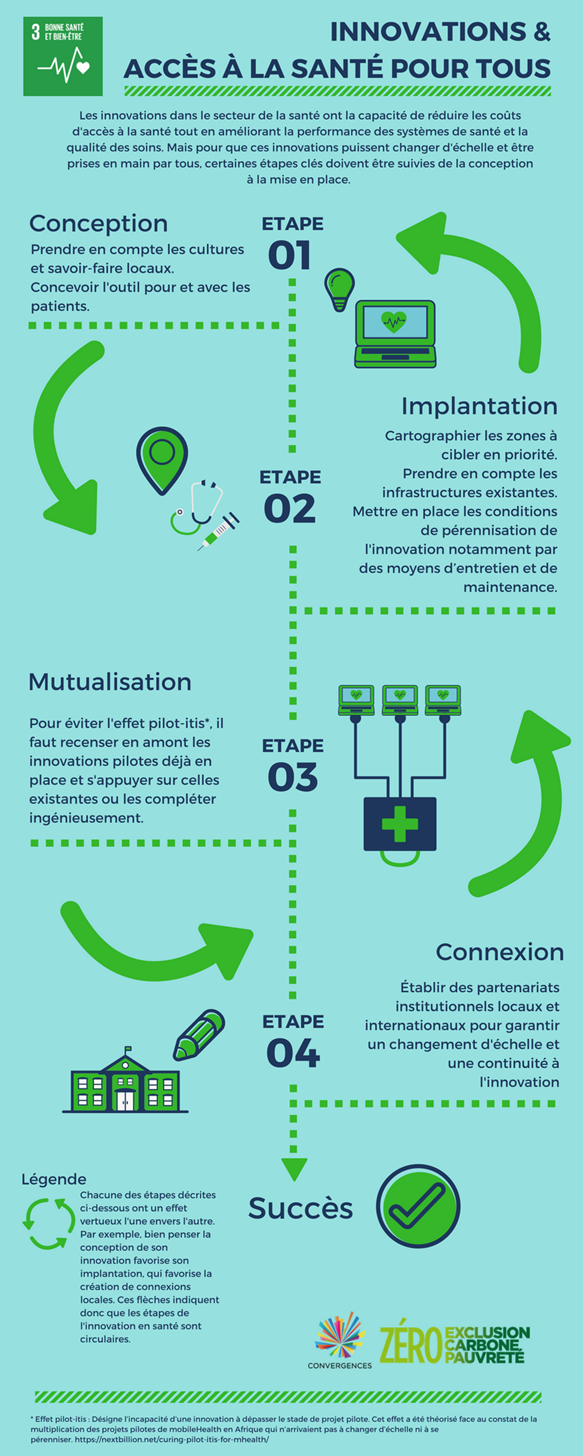 3 BONNE SANTÉ
ET BIEN-ÊTRE
INNOVATIONS &
ACCÈS À LA SANTÉ POUR TOUS
Les innovations dans le secteur de la santé ont la capacité de réduire les coûts
d'accès à la santé tout en améliorant la performance des systèmes de santé et la
qualité des soins. Mais pour que ces innovations puissent changer d'échelle et être
prises en main par tous, certaines étapes clés doivent être suivies de la conception
à la mise en place.
ETAPE
01
Conception
Prendre en compte les cultures
et savoir-faire locaux.
Concevoir l'outil pour et avec les
patients.
ETAPE
02
Implantation
Cartographier les zones à
cibler en priorité.
Prendre en compte les
infrastructures existantes.
Mettre en place les conditions
de pérennisation de
l'innovation notamment par
des moyens d'entretien et de
maintenance.
ETAPE
03
Mutualisation
Pour éviter l'effet pilot-itis*, il
faut recenser en amont les
innovations pilotes déjà en
place et s'appuyer sur celles
existantes ou les compléter
ingénieusement.
ETAPE
04
Connexion
Établir des partenariats
institutionnels locaux et
internationaux pour garantir
un changement d'échelle et
une continuité à
l'innovation
Succès
Légende
Chacune des étapes décrites
ci-dessous ont un effet
vertueux l'une envers l'autre.
Par exemple, bien penser la
conception de son
innovation favorise son
implantation, qui favorise la
création de connexions
locales. Ces flèches indiquent
donc que les étapes de
l'innovation en santé sont
circulaires.
CONVERGENCES
ZÉRO EXCLUSION
CARBONE,
PAUVRETÉ
* Effet pilot-itis : Désigne l'incapacité d'une innovation à dépasser le stade de projet pilote. Cet effet a été théorisé face au constat de la
multiplication des projets pilotes de mobileHealth en Afrique qui n'arrivaient pas à changer d'échelle ni à se
pérenniser. https://nextbillion.net/curing-pilot-itis-for-mhealth/